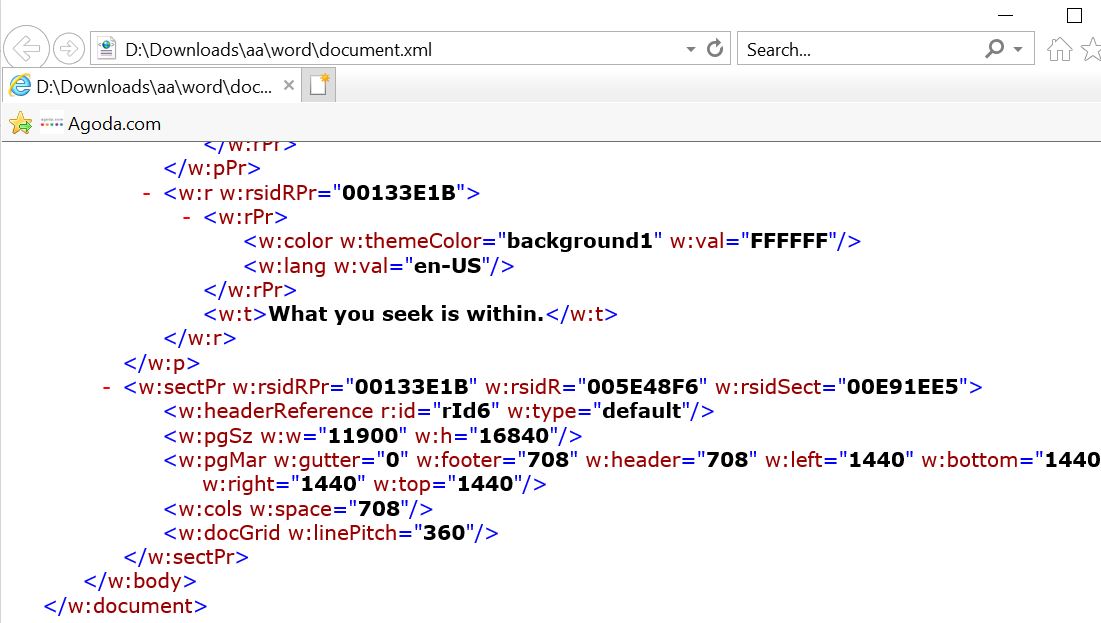 D:\Downloads\aa\word\document.xml
Search...
D:\Downloads\aa\word\doc...
Agoda.com
</w:rPr>
</w:pPr>
- <w:r w:rsidRPr="00133E1B">
- <w:rPr>
<w:color w:themeColor="background1" w:val="FFFFFF"/>
<w:lang w:val="en-US"/>
</w:rPr>
<w:t>What you seek is within.</w:t>
</w:r>
</w:p>
- <w:sectPr w:rsidRPr="00133E1B" w:rsidR="005E48F6" w:rsidSect="00E91EE5">
<w:headerReference r:id="rId6" w:type="default"/>
<w:pgSz w:w="11900" w:h="16840"/>
<w:pgMar w:gutter="0" w:footer="708" w:header="708" w:left="1440" w:bottom="1440
w:right="1440" w:top="1440"/>
<w:cols w:space="708"/>
<w:docGrid w:linePitch="360"/>
</w:sectPr>
</w:body>
</w:document>